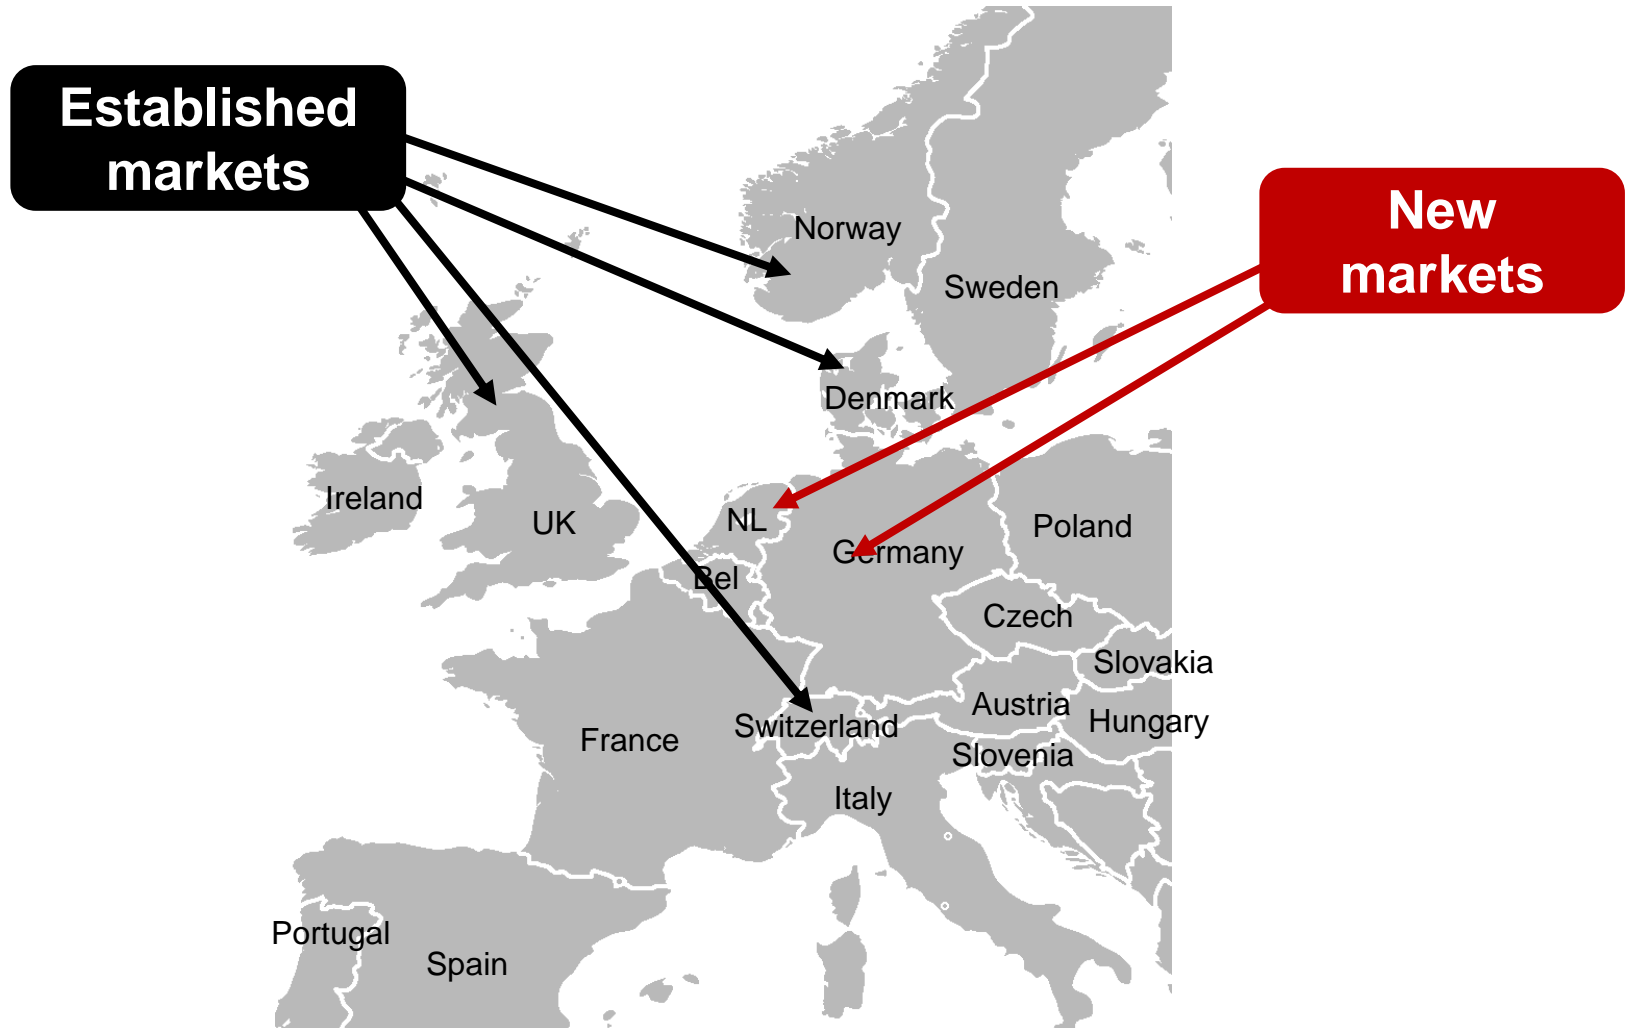 Established
markets
New
markets
Norway
Sweden
Denmark
Ireland
UK
NL
Germany
Poland
Bel
Czech
Slovakia
Austria
Hungary
France
Switzerland
Slovenia
Italy
Portugal
Spain